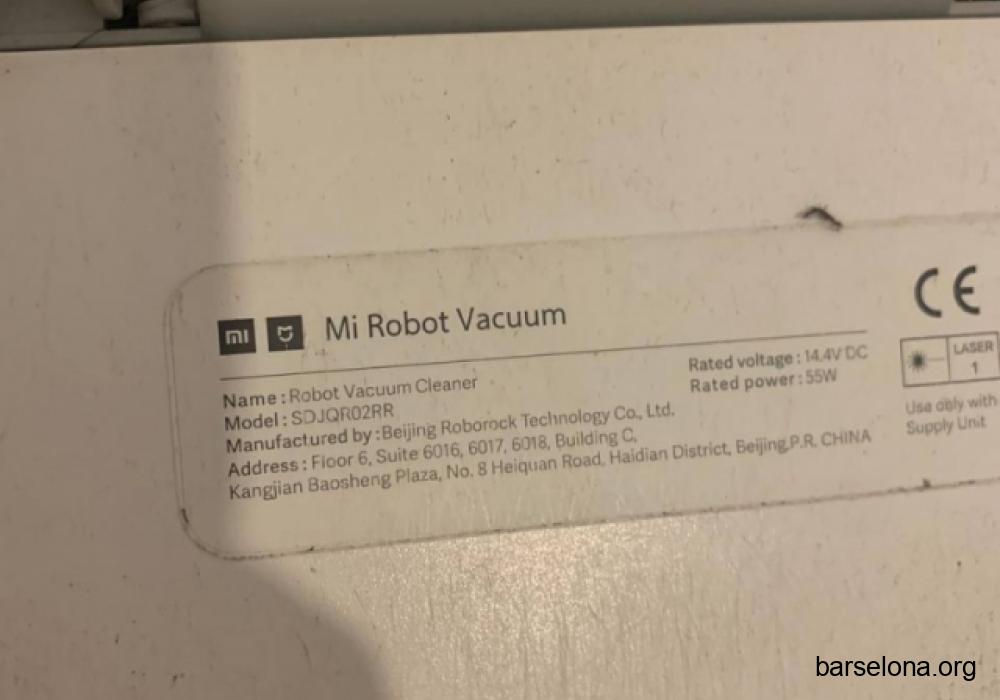 mi
Mi Robot Vacuum
CE
Name : Robot Vacuum Cleaner
Rated voltage : 14.4V DC
Model : SDJQR02RR
Rated power : 55W
Manufactured by : Beijing Roborock Technology Co., Ltd.
Address : Floor 6, Suite 6016, 6017, 6018, Building C,
Kangjian Baosheng Plaza, No. 8 Heiquan Road, Haidian District, Beijing,P.R. CHINA
LASER
1
Use only with
Supply Unit
barselona.org